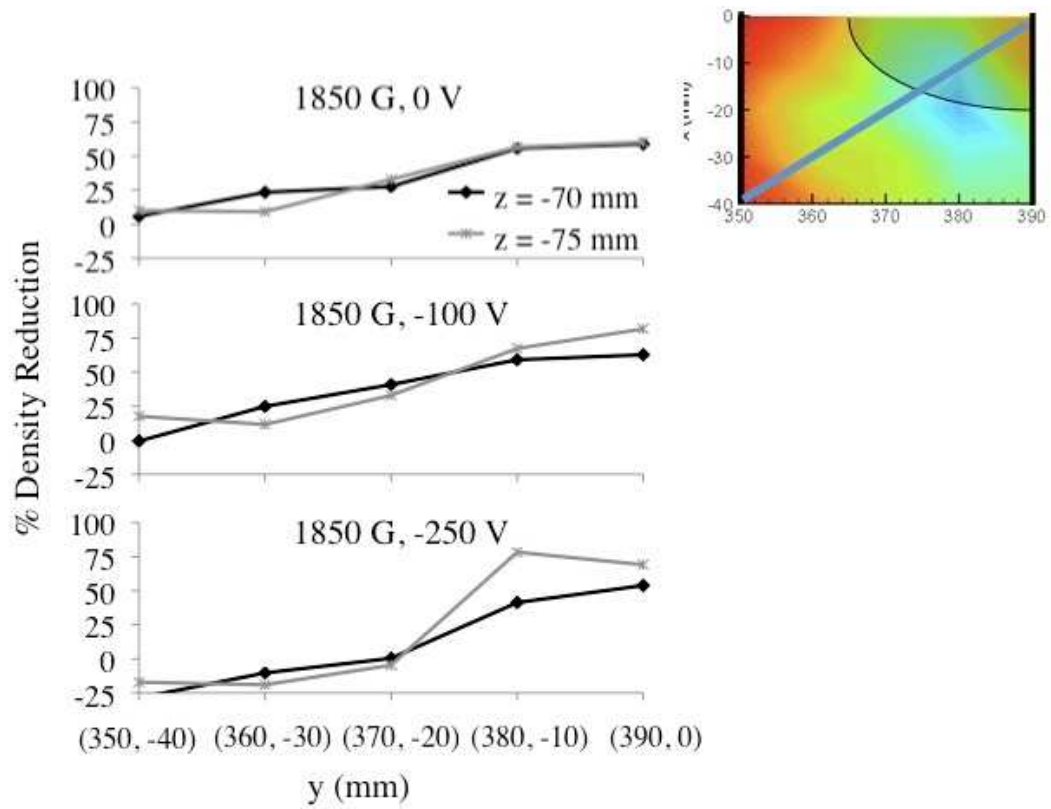 1850 G, 0 V
100
75
50
25
0
-25
z = -70 mm
z = -75 mm
1850 G, -100 V
100
75
50
25
0
-25
1850 G, -250 V
100
75
50
25
0
-25
% Density Reduction
(350, -40) (360, -30) (370, -20) (380, -10) (390, 0)
y (mm)
0
-10
-20
-30
-40
350 360 370 380 390